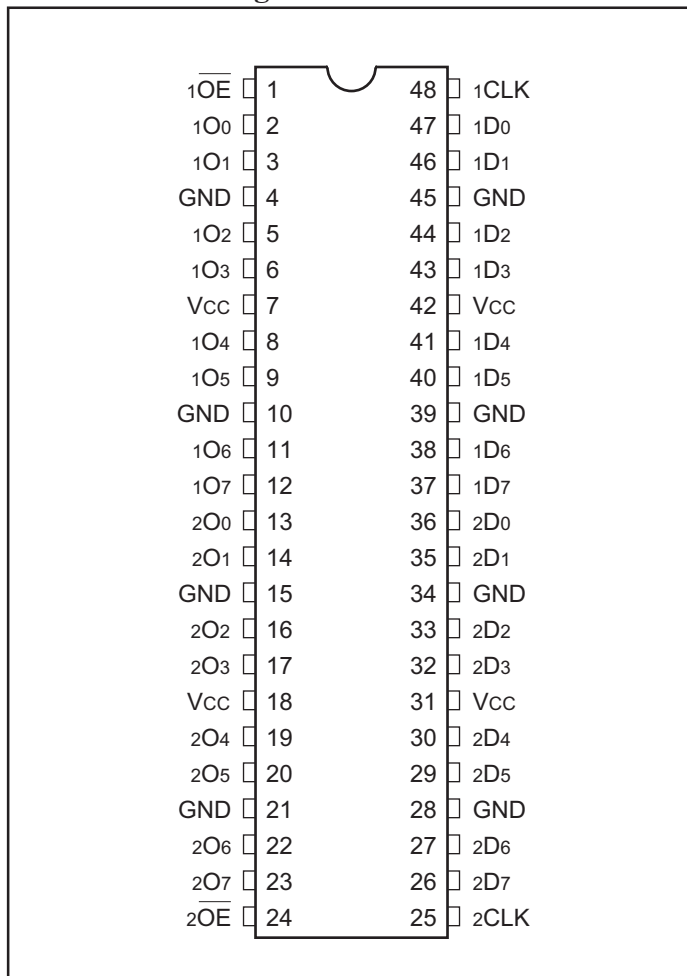 1OE 1 48 1CLK
1O0 2 47 1D0
1O1 3 46 1D1
GND 4 45 GND
1O2 5 44 1D2
1O3 6 43 1D3
VCC 7 42 VCC
1O4 8 41 1D4
1O5 9 40 1D5
GND 10 39 GND
1O6 11 38 1D6
1O7 12 37 1D7
2O0 13 36 2D0
2O1 14 35 2D1
GND 15 34 GND
2O2 16 33 2D2
2O3 17 32 2D3
VCC 18 31 VCC
2O4 19 30 2D4
2O5 20 29 2D5
GND 21 28 GND
2O6 22 27 2D6
2O7 23 26 2D7
2OE 24 25 2CLK